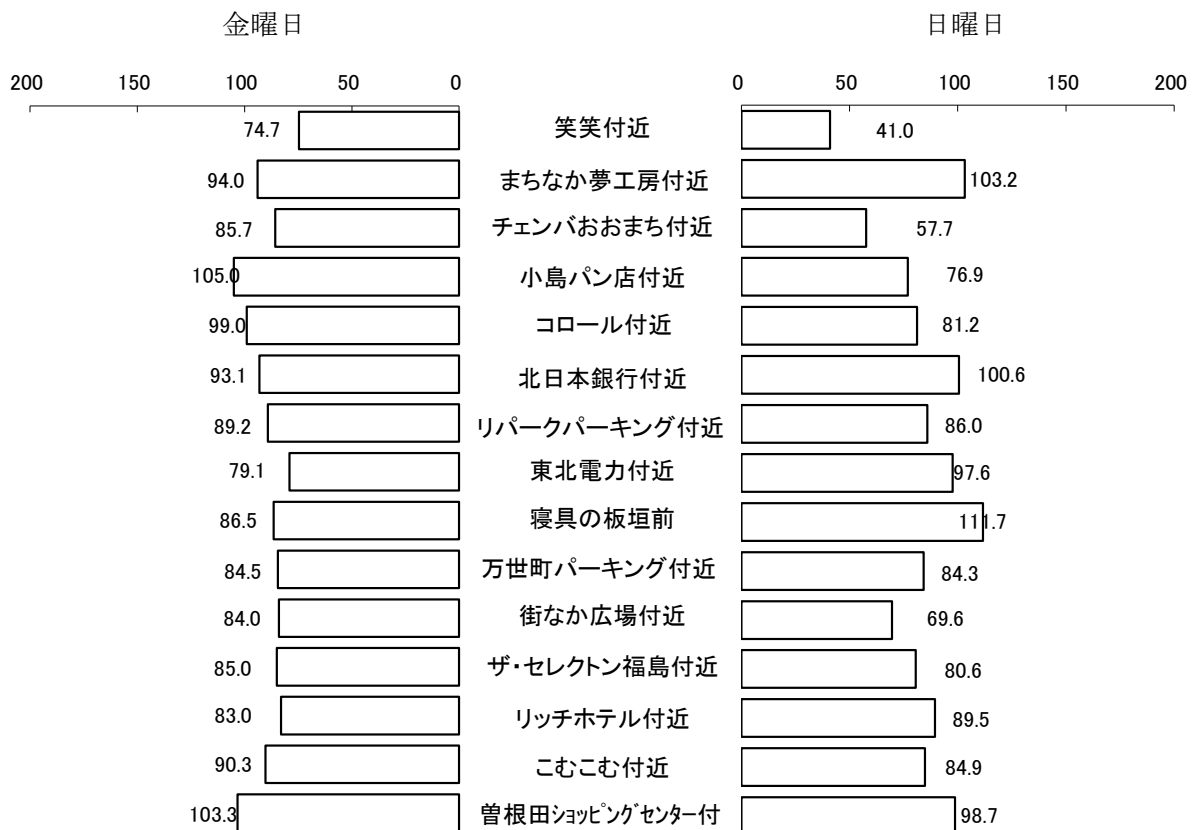 金曜日 日曜日
200 150 100 50 0 0 50 100 150 200
74.7 笑笑付近 41.0
94.0 まちなか夢工房付近 103.2
85.7 チェンバおおまち付近 57.7
105.0 小島パン店付近 76.9
99.0 コロール付近 81.2
93.1 北日本銀行付近 100.6
89.2 リパークパーキング付近 86.0
79.1 東北電力付近 97.6
86.5 寝具の板垣前 111.7
84.5 万世町パーキング付近 84.3
84.0 街なか広場付近 69.6
85.0 ザ・セレクトン福島付近 80.6
83.0 リッチホテル付近 89.5
90.3 こむこむ付近 84.9
103.3 曽根田ショッピングセンター付 98.7